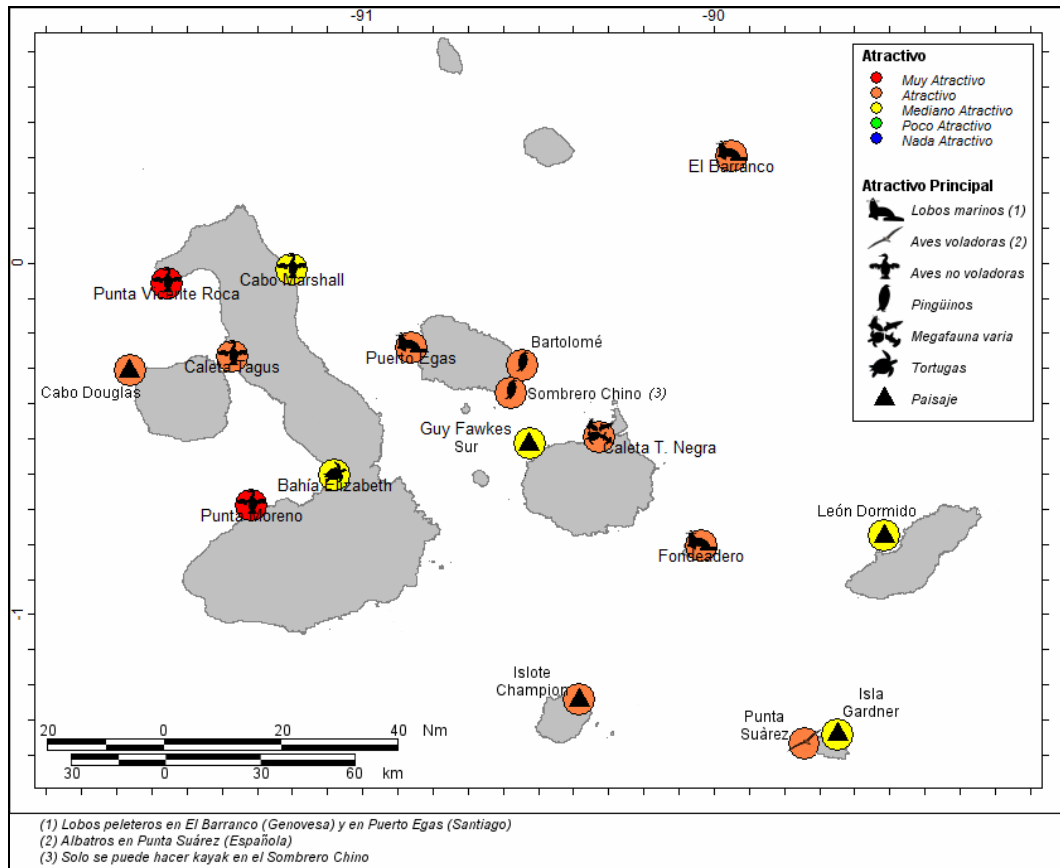 -91
-90
0
-1
Atractivo
Muy Atractivo
Atractivo
Mediano Atractivo
Poco Atractivo
Nada Atractivo
Atractivo Principal
Lobos marinos (1)
Aves voladoras (2)
Aves no voladoras
Pingüinos
Megafauna varia
Tortugas
Paisaje
El Barranco
Cabo Marshall
Punta Vicente Roca
Caleta Tagus
Cabo Douglas
Puerto Egas
Bartolomé
Sombrero Chino (3)
Guy Fawkes
Sur
Caleta T. Negra
Bahía Elizabeth
Punta Moreno
León Dormido
Fondeadero
Islote
Champion
Isla
Gardner
Punta
Suárez
20 0 20 40 Nm
30 0 30 60 km
(1) Lobos peleteros en El Barranco (Genovesa) y en Puerto Egas (Santiago)
(2) Albatros en Punta Suárez (Española)
(3) Solo se puede hacer kayak en el Sombrero Chino